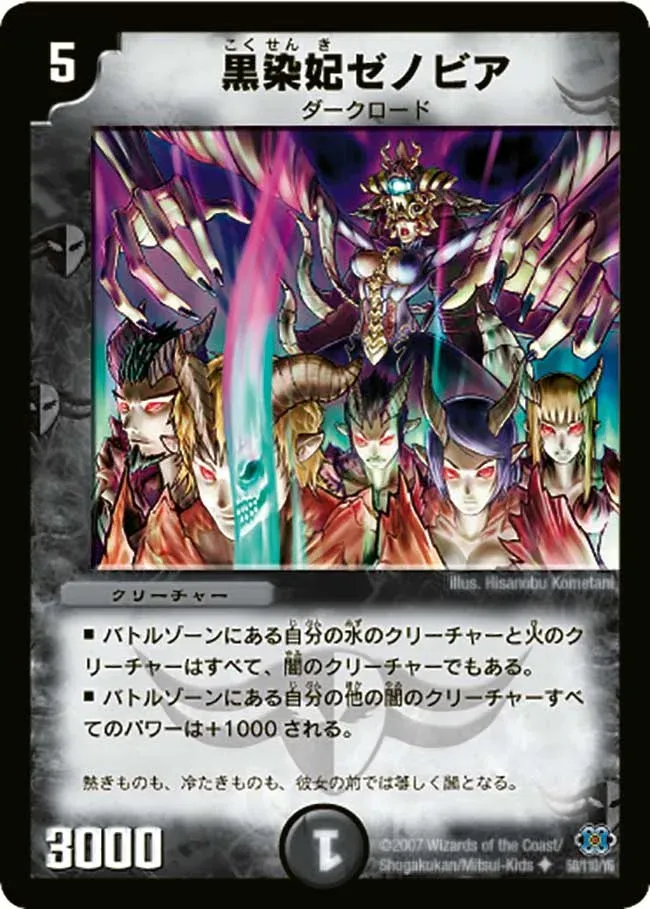 5
こくせんき
黒染妃ゼノビア
ダークロード
illus. Hisanobu Kometani
クリーチャー
■ バトルゾーンにある自分の水のクリーチャーと火のク
リーチャーはすべて、闇のクリーチャーでもある。
■ バトルゾーンにある自分の他の闇のクリーチャーすべ
てのパワーは+1000 される。
熱きものも、冷たきものも、彼女の前では等しく闇となる。
3000
1
©2007 Wizards of the Coast/
Shogakukan/Mitsui-Kids
50/110/Y6